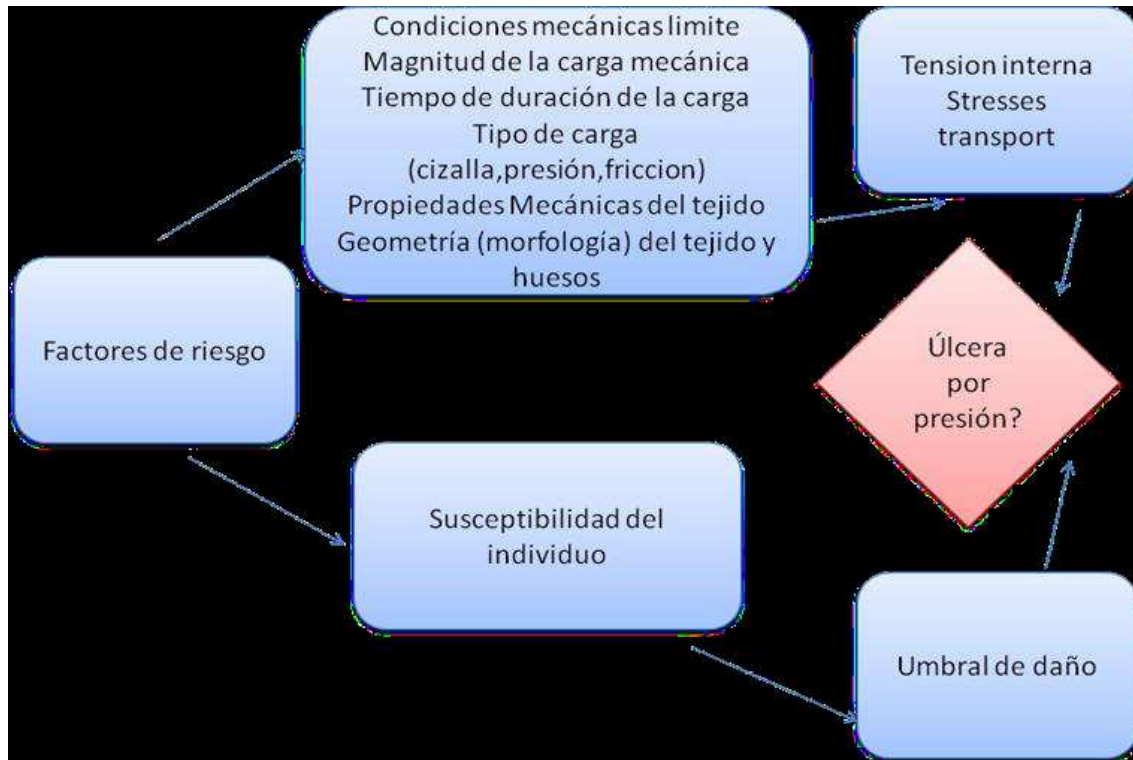 Condiciones mecánicas limite
Magnitud de la carga mecánica
Tiempo de duración de la carga
Tipo de carga
(cizalla,presión,friccion)
Propiedades Mecánicas del tejido
Geometría (morfología) del tejido y
huesos
Tension interna
Stresses
transport
Factores de riesgo
Úlcera
por
presión?
Susceptibilidad del
individuo
Umbral de daño